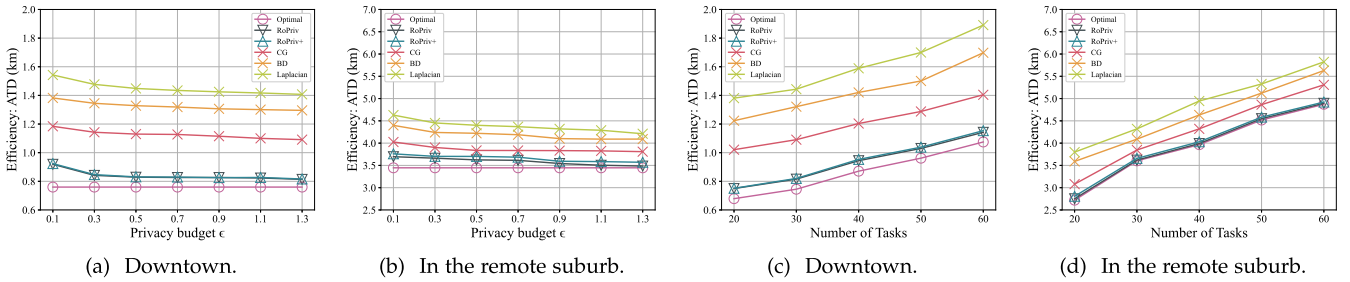 Efficiency: ATD (km)
2.0
1.8
1.6
1.4
1.2
1.0
0.8
0.6
0.1 0.3 0.5 0.7 0.9 1.1 1.3
Privacy budget ϵ
Optimal
RoPriv
RoPriv+
CG
BD
Laplacian
(a) Downtown.
Efficiency: ATD (km)
7.0
6.5
6.0
5.5
5.0
4.5
4.0
3.5
3.0
2.5
0.1 0.3 0.5 0.7 0.9 1.1 1.3
Privacy budget ϵ
Optimal
RoPriv
RoPriv+
CG
BD
Laplacian
(b) In the remote suburb.
Efficiency: ATD (km)
2.0
1.8
1.6
1.4
1.2
1.0
0.8
0.6
20 30 40 50 60
Number of Tasks
Optimal
RoPriv
RoPriv+
CG
BD
Laplacian
(c) Downtown.
Efficiency: ATD (km)
7.0
6.5
6.0
5.5
5.0
4.5
4.0
3.5
3.0
2.5
20 30 40 50 60
Number of Tasks
Optimal
RoPriv
RoPriv+
CG
BD
Laplacian
(d) In the remote suburb.